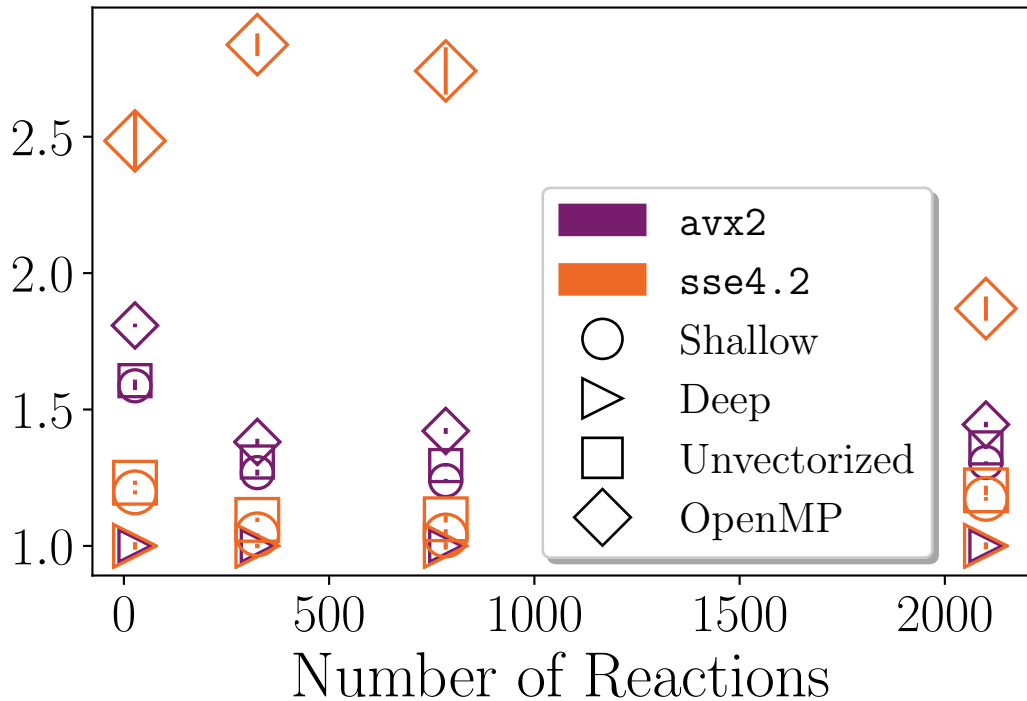 2.5
2.0
1.5
1.0
avx2
sse4.2
Shallow
Deep
Unvectorized
OpenMP
0 500 1000 1500 2000
Number of Reactions